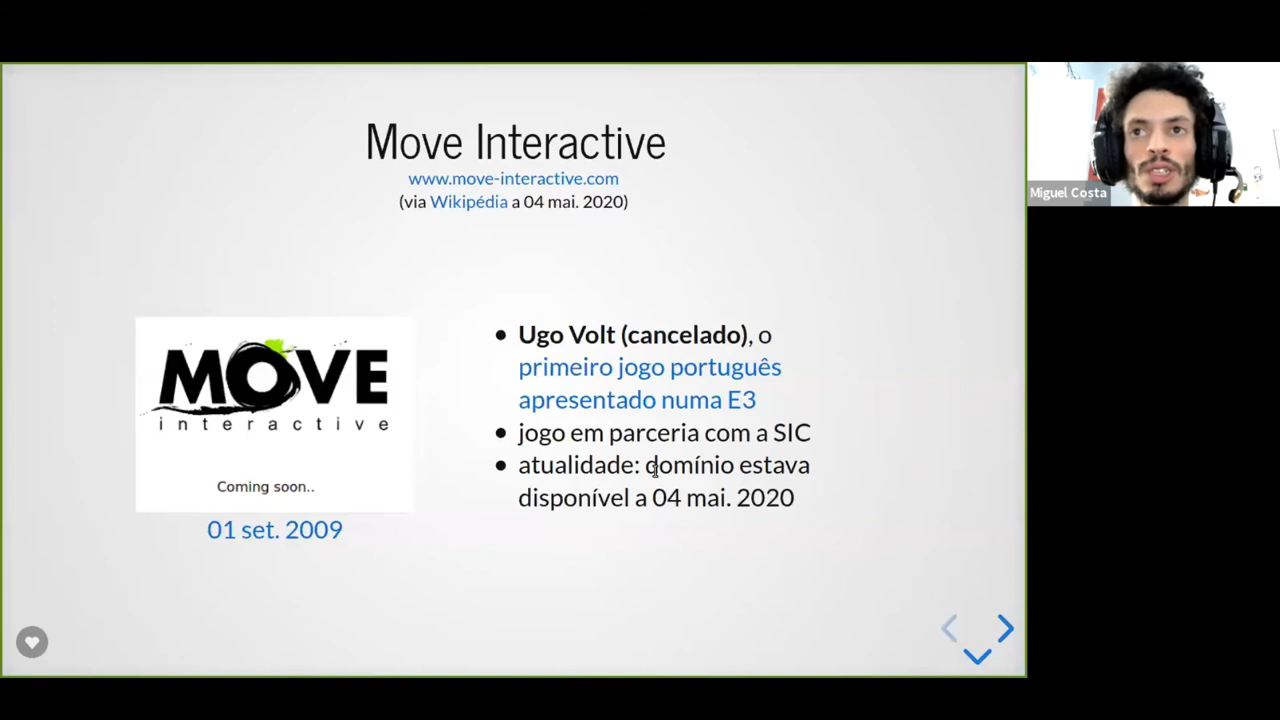 Move Interactive
www.move-interactive.com
(via Wikipédia a 04 mai. 2020)
MOVE
interactive
Coming soon..
01 set. 2009
• Ugo Volt (cancelado), o
primeiro jogo português
apresentado numa E3
• jogo em parceria com a SIC
• atualidade: domínio estava
disponível a 04 mai. 2020
Miguel Costa